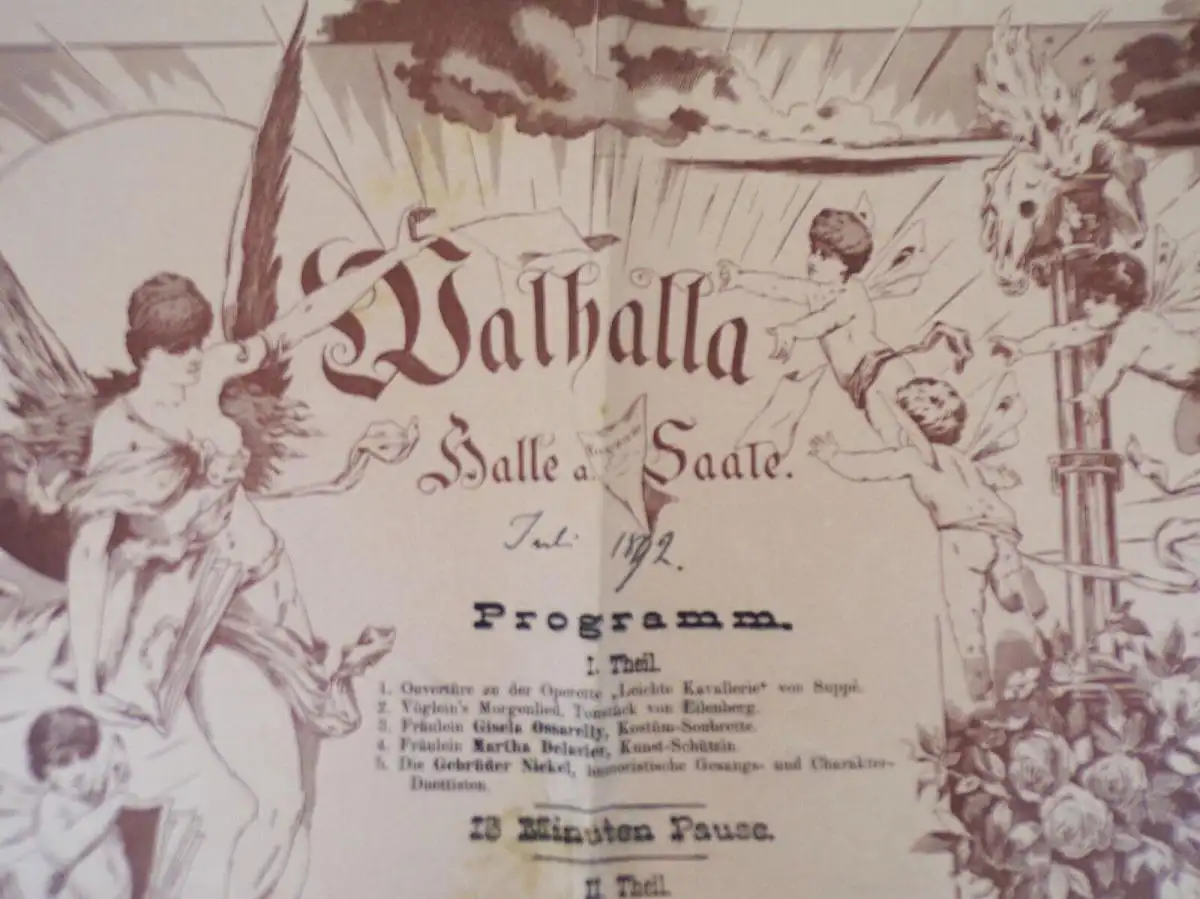 Walhalla
Halle a. Saale.
Juli 1892.
Programm.
I. Theil.
1. Ouvertüre zu der Operette „Leichte Kavallerie“ von Suppé.
2. Vöglein's Morgenlied, Tonstück von Eilenberg.
3. Fräulein Gisela Ossarelly, Kostüm-Soubrette.
4. Fräulein Martha Delavier, Kunst-Schützin.
5. Die Gebrüder Nickel, humoristische Gesangs- und Charakter-
Duettisten.
15 Minuten Pause.
II. Theil.